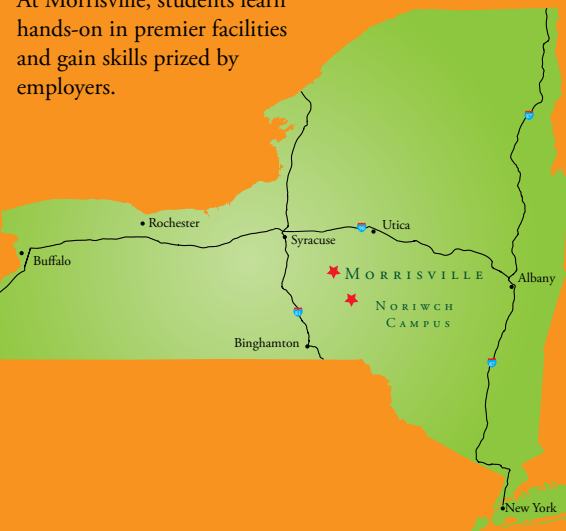 At Morrisville, students learn
hands-on in premier facilities
and gain skills prized by
employers.
Rochester
Utica
Syracuse
Buffalo
MORRISVILLE
Albany
NORIWCH
CAMPUS
Binghamton
New York